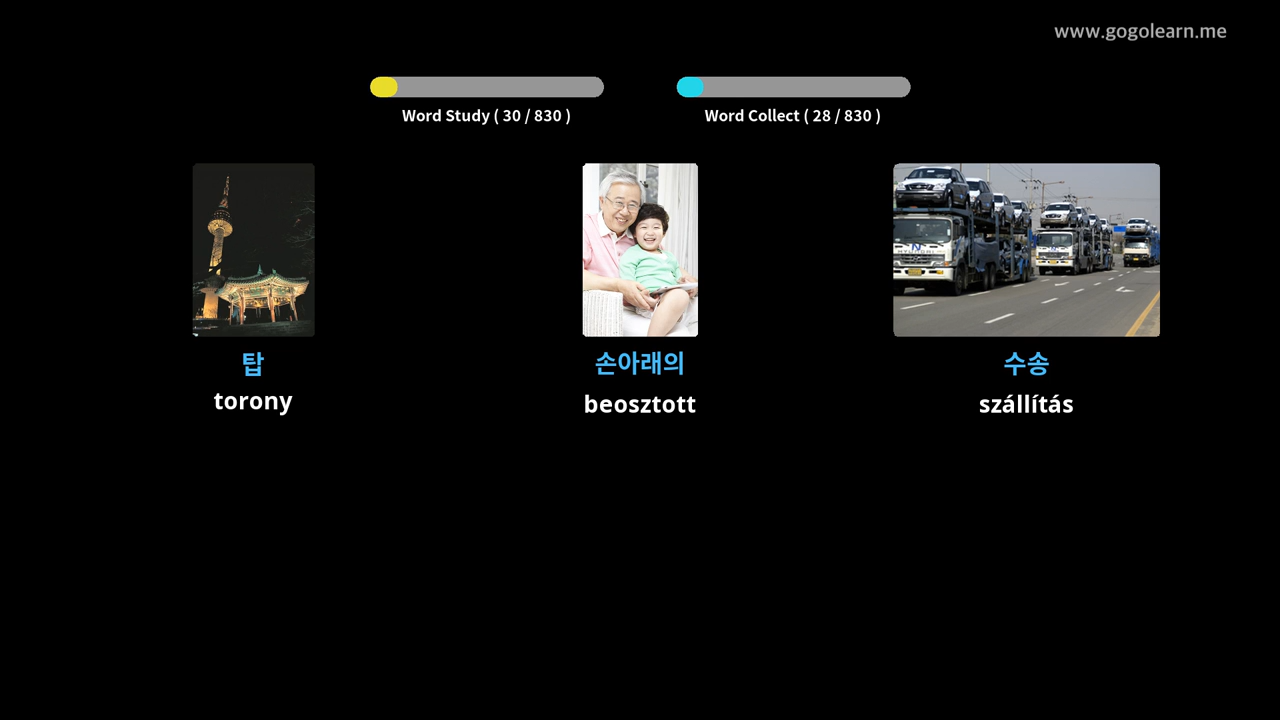 www.gogolearn.me
Word Study ( 30 / 830 )
Word Collect ( 28 / 830 )
탑
torony
손아래의
beosztott
수송
szállítás